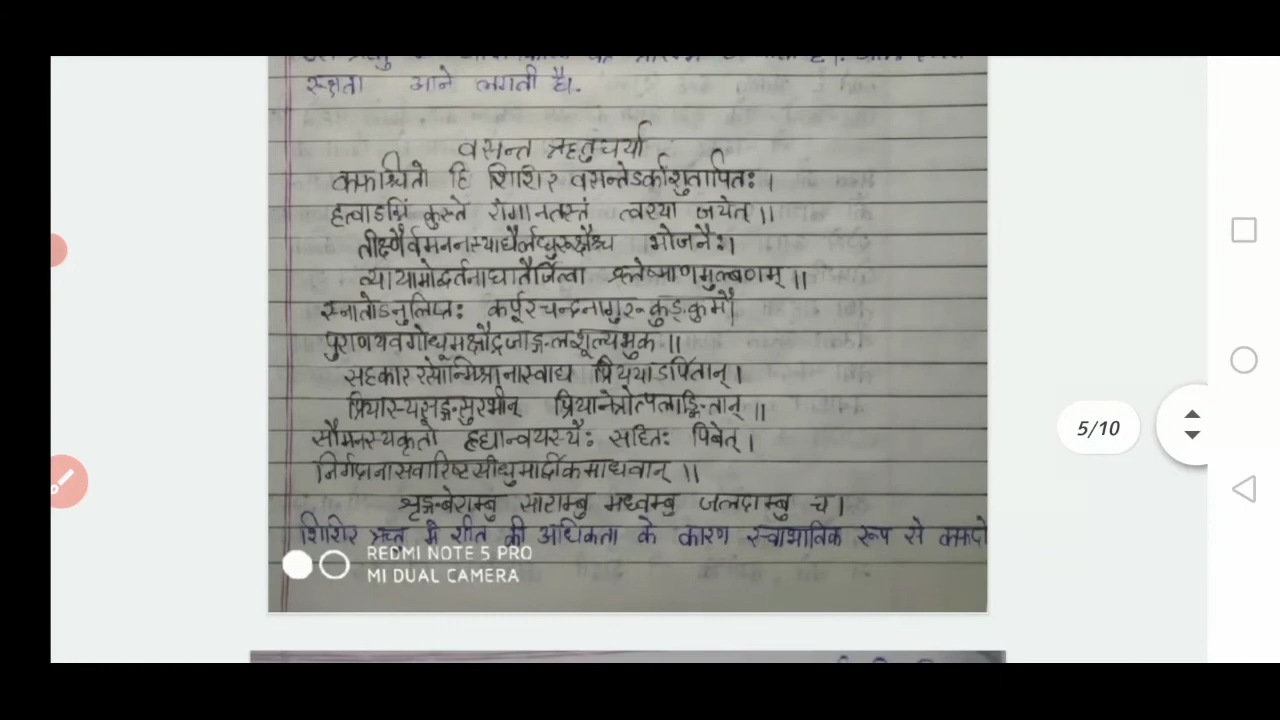 रूक्षता आने लगती है।
वसन्त ऋतुचर्या
कफश्चितो हि शिशिरे वसन्तेऽर्कांशुतापितः ।
हत्वाऽग्निं कुरुते रोगानतस्तं त्वरया जयेत् ॥
तीक्ष्णैर्वमननस्याद्यैर्लघुरूक्षैश्च भोजनैः ।
व्यायामोद्वर्तनाघातैर्जित्वा श्लेष्माणमुल्बणम् ॥
स्नातोऽनुलिप्तः कर्पूरचन्दनागुरुकुङ्कुमैः ।
पुराणयवगोधूमक्षौद्रजाङ्गलशूल्यभुक ॥
सहकाररसोन्मिश्रानास्वाद्य प्रिययाऽर्पितान् ।
प्रियास्यसङ्गसुरभीन् प्रियानेत्रोत्पलाङ्कितान् ॥
सौमनस्यकृतो हृद्यान्वयस्यैः सहितः पिबेत् ।
निर्गदानासवारिष्टसीधुमार्द्वीकमाधवान् ॥
शृङ्गबेराम्बु साराम्बु मध्वम्बु जलदाम्बु च ।
शिशिर ऋतु में शीत की अधिकता के कारण स्वाभाविक रूप से कफदो
REDMI NOTE 5 PRO
MI DUAL CAMERA
5/10